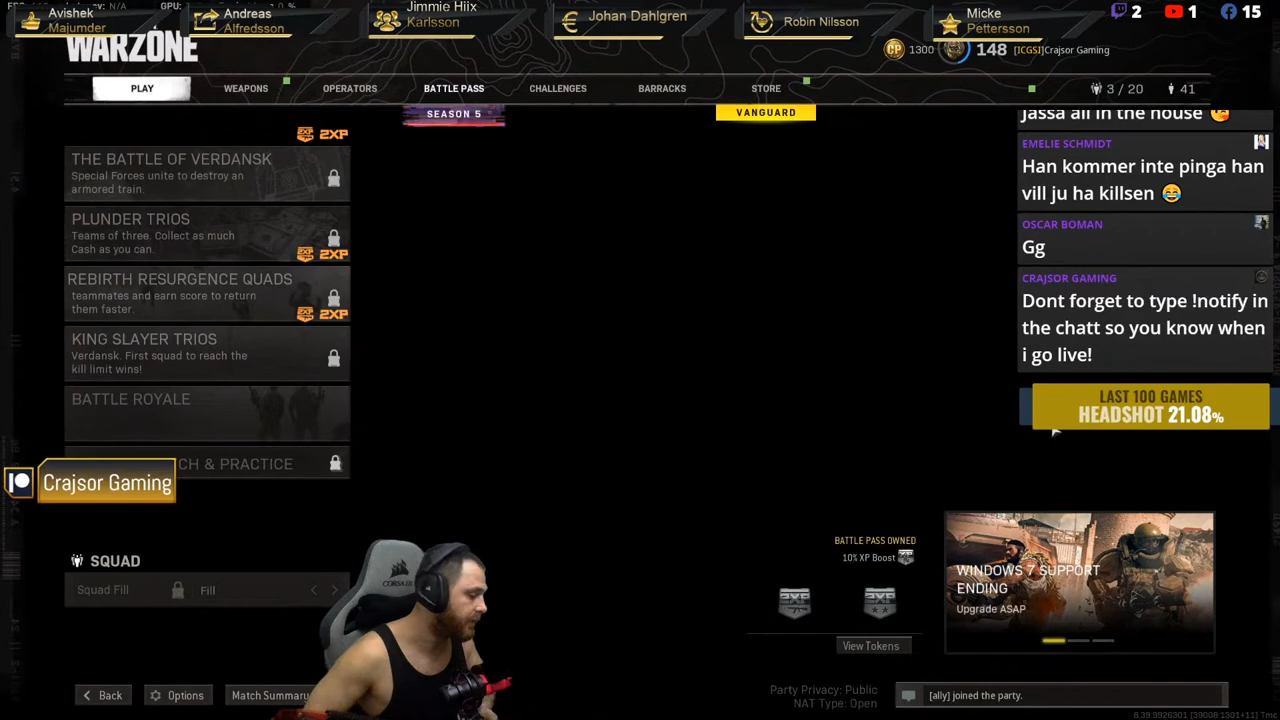 Avishek
Majumder
Andreas
Alfredsson
Jimmie Hiix
Karlsson
Johan Dahlgren
Robin Nilsson
Micke
Pettersson
2
1
15
WARZONE
CP 1300
148 [ICGSI]Crajsor Gaming
PLAY
WEAPONS
OPERATORS
BATTLE PASS
CHALLENGES
BARRACKS
STORE
3 / 20
41
SEASON 5
VANGUARD
2XP
THE BATTLE OF VERDANSK
Special Forces unite to destroy an
armored train.
PLUNDER TRIOS
Teams of three. Collect as much
Cash as you can.
2XP
REBIRTH RESURGENCE QUADS
teammates and earn score to return
them faster.
2XP
KING SLAYER TRIOS
Verdansk. First squad to reach the
kill limit wins!
BATTLE ROYALE
CH & PRACTICE
Crajsor Gaming
Jassa all in the house
EMELIE SCHMIDT
Han kommer inte pinga han
vill ju ha killsen 😂
OSCAR BOMAN
Gg
CRAJSOR GAMING
Dont forget to type !notify in
the chatt so you know when
i go live!
LAST 100 GAMES
HEADSHOT 21.08%
SQUAD
Squad Fill
Fill
CORSAIR
BATTLE PASS OWNED
10% XP Boost
2XP
2XP
View Tokens
WINDOWS 7 SUPPORT
ENDING
Upgrade ASAP
Back
Options
Match Summary
Party Privacy: Public
NAT Type: Open
[ally] joined the party.